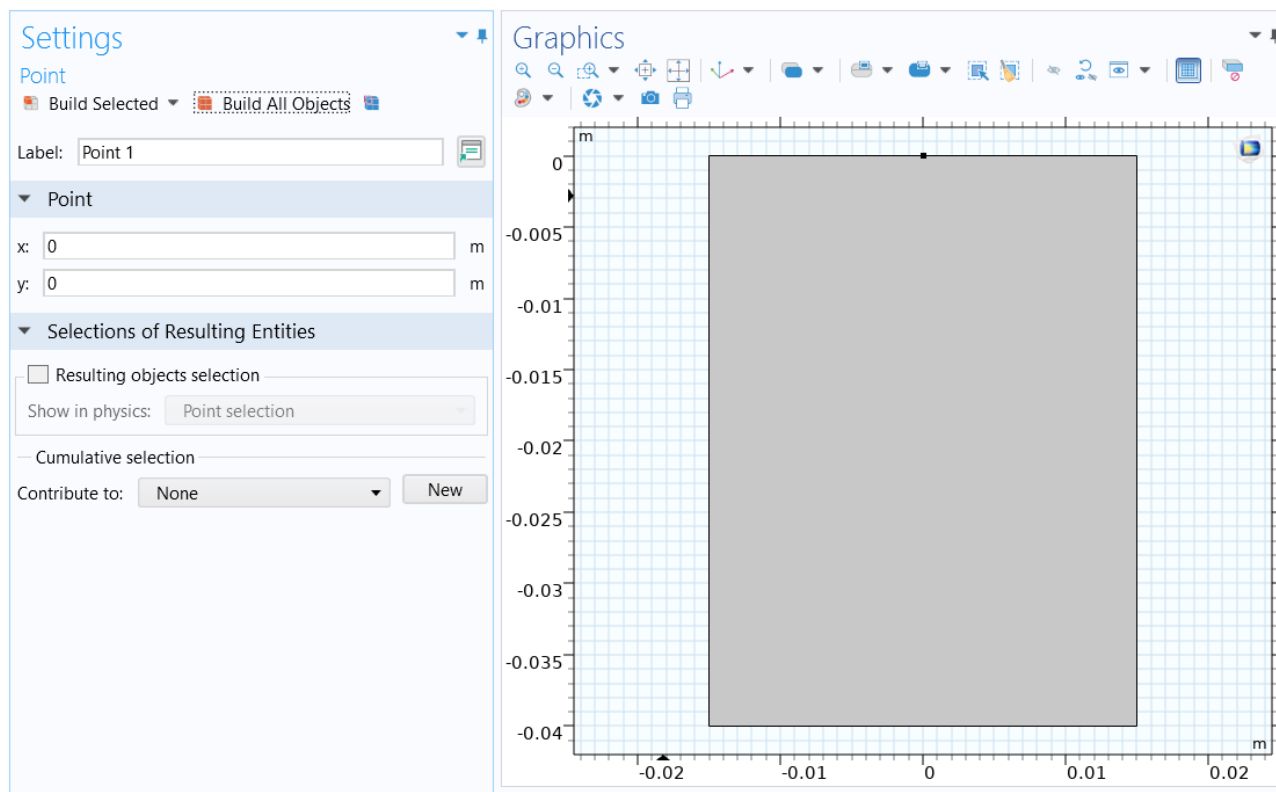 Settings
Point
Build Selected
Build All Objects
Label: Point 1
Point
x: 0 m
y: 0 m
Selections of Resulting Entities
Resulting objects selection
Show in physics: Point selection
Cumulative selection
Contribute to: None New
Graphics
m
0
-0.005
-0.01
-0.015
-0.02
-0.025
-0.03
-0.035
-0.04
m
-0.02 -0.01 0 0.01 0.02